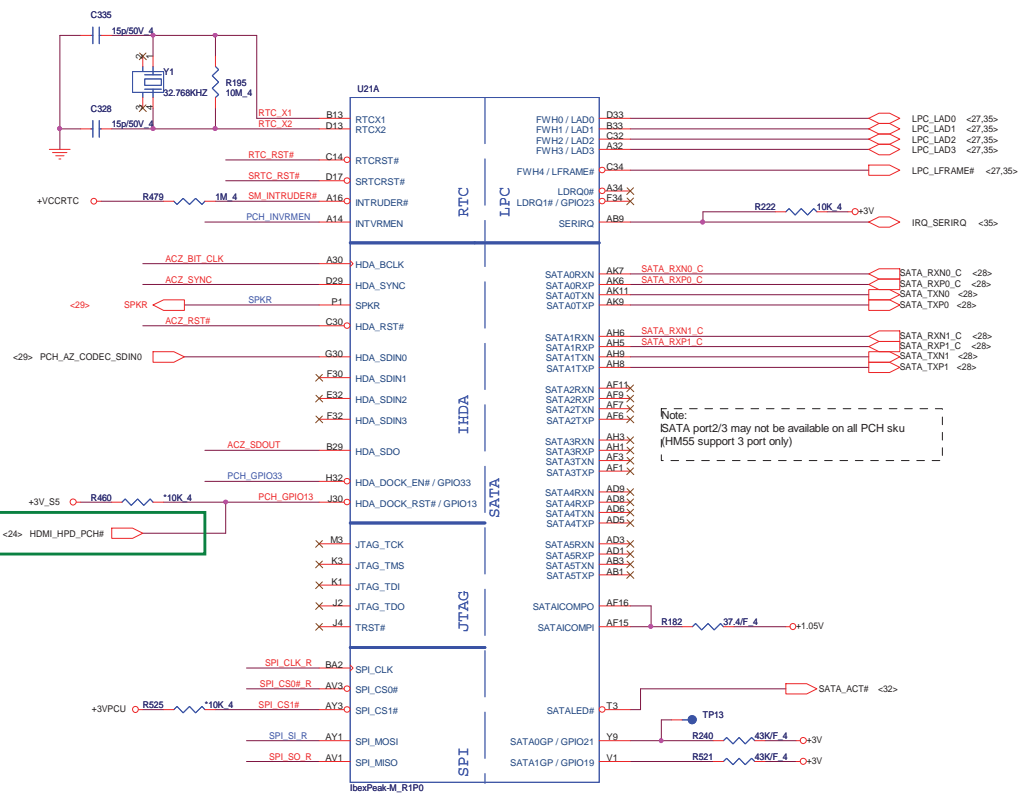 C335
15p/50V_4
2
1
Y1
32.768KHZ
3
4
R195
10M_4
C328
15p/50V_4
RTC_X1
RTC_X2
RTC_RST#
SRTC_RST#
+VCCRTC
R479
1M_4
SM_INTRUDER#
PCH_INVRMEN
ACZ_BIT_CLK
ACZ_SYNC
<29> SPKR
SPKR
ACZ_RST#
<29> PCH_AZ_CODEC_SDIN0
ACZ_SDOUT
PCH_GPIO33
+3V_S5
R460
*10K_4
PCH_GPIO13
<24> HDMI_HPD_PCH#
SPI_CLK_R
SPI_CS0#_R
+3VPCU
R525
*10K_4
SPI_CS1#
SPI_SI_R
SPI_SO_R
U21A
B13 RTCX1
D13 RTCX2
C14 RTCRST#
D17 SRTCRST#
A16 INTRUDER#
A14 INTVRMEN
A30 HDA_BCLK
D29 HDA_SYNC
P1 SPKR
C30 HDA_RST#
G30 HDA_SDIN0
F30 HDA_SDIN1
E32 HDA_SDIN2
F32 HDA_SDIN3
B29 HDA_SDO
H32 HDA_DOCK_EN# / GPIO33
J30 HDA_DOCK_RST# / GPIO13
M3 JTAG_TCK
K3 JTAG_TMS
K1 JTAG_TDI
J2 JTAG_TDO
J4 TRST#
BA2 SPI_CLK
AV3 SPI_CS0#
AY3 SPI_CS1#
AY1 SPI_MOSI
AV1 SPI_MISO
RTC
LPC
IHDA
SATA
JTAG
SPI
IbexPeak-M_R1P0
FWH0 / LAD0 D33
FWH1 / LAD1 B33
FWH2 / LAD2 C32
FWH3 / LAD3 A32
FWH4 / LFRAME# C34
LDRQ0# A34
LDRQ1# / GPIO23 F34
SERIRQ AB9
SATA0RXN AK7
SATA0RXP AK6
SATA0TXN AK11
SATA0TXP AK9
SATA1RXN AH6
SATA1RXP AH5
SATA1TXN AH9
SATA1TXP AH8
SATA2RXN AF11
SATA2RXP AF9
SATA2TXN AF7
SATA2TXP AF6
SATA3RXN AH3
SATA3RXP AH1
SATA3TXN AF3
SATA3TXP AF1
SATA4RXN AD9
SATA4RXP AD8
SATA4TXN AD6
SATA4TXP AD5
SATA5RXN AD3
SATA5RXP AD1
SATA5TXN AB3
SATA5TXP AB1
SATAICOMPO AF16
SATAICOMPI AF15
SATALED# T3
SATA0GP / GPIO21 Y9
SATA1GP / GPIO19 V1
LPC_LAD0 <27,35>
LPC_LAD1 <27,35>
LPC_LAD2 <27,35>
LPC_LAD3 <27,35>
LPC_LFRAME# <27,35>
R222
10K_4
+3V
IRQ_SERIRQ <35>
SATA_RXN0_C
SATA_RXP0_C
SATA_RXN0_C <28>
SATA_RXP0_C <28>
SATA_TXN0 <28>
SATA_TXP0 <28>
SATA_RXN1_C
SATA_RXP1_C
SATA_RXN1_C <28>
SATA_RXP1_C <28>
SATA_TXN1 <28>
SATA_TXP1 <28>
Note:
SATA port2/3 may not be available on all PCH sku
(HM55 support 3 port only)
R182
37.4/F_4
+1.05V
SATA_ACT# <32>
TP13
R240
43K/F_4
+3V
R521
43K/F_4
+3V